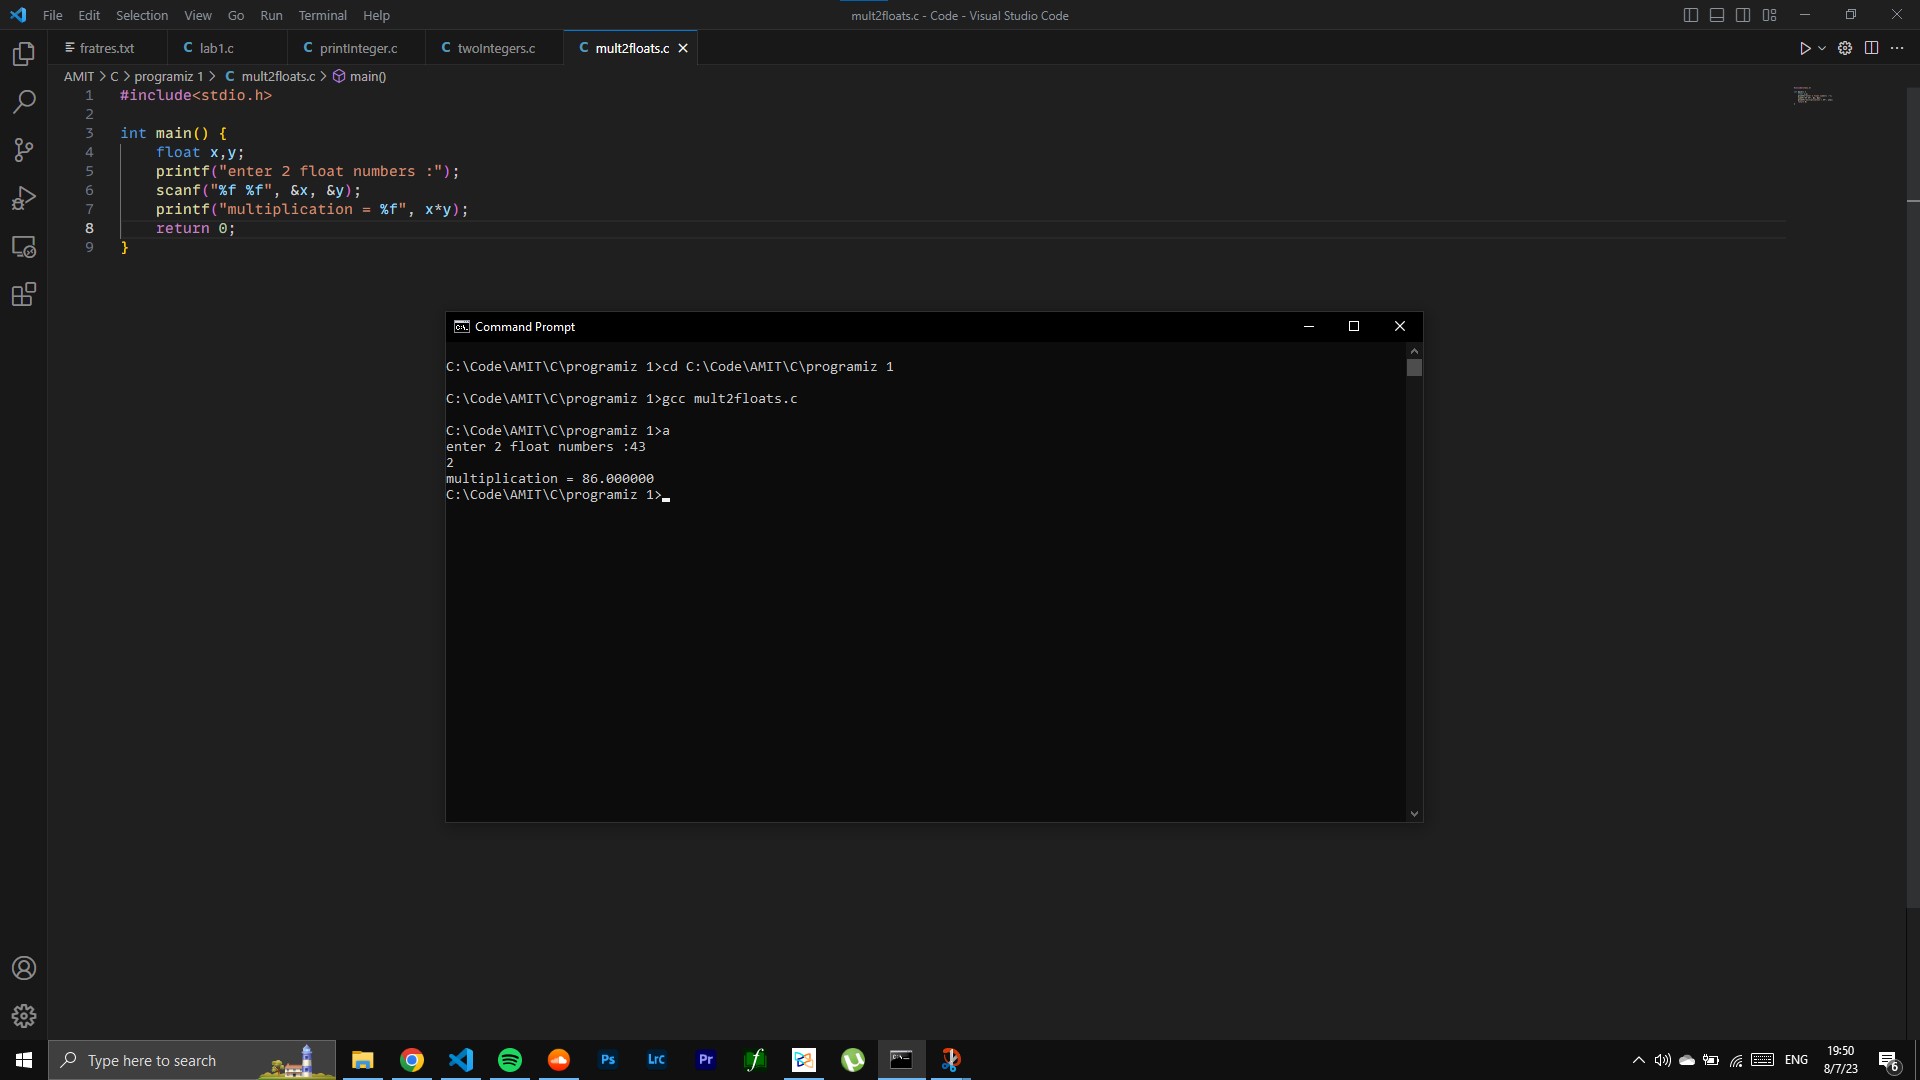 File Edit Selection View Go Run Terminal Help
mult2floats.c - Code - Visual Studio Code
fratres.txt
C lab1.c
C printInteger.c
C twoIntegers.c
C mult2floats.c
AMIT > C > programiz 1 > C mult2floats.c > main()
1 #include<stdio.h>
2
3 int main() {
4 float x,y;
5 printf("enter 2 float numbers :");
6 scanf("%f %f", &x, &y);
7 printf("multiplication = %f", x*y);
8 return 0;
9 }
Command Prompt
C:\Code\AMIT\C\programiz 1>cd C:\Code\AMIT\C\programiz 1
C:\Code\AMIT\C\programiz 1>gcc mult2floats.c
C:\Code\AMIT\C\programiz 1>a
enter 2 float numbers :43
2
multiplication = 86.000000
C:\Code\AMIT\C\programiz 1>
Type here to search
Ps
LrC
Pr
ENG
19:50
8/7/23
6